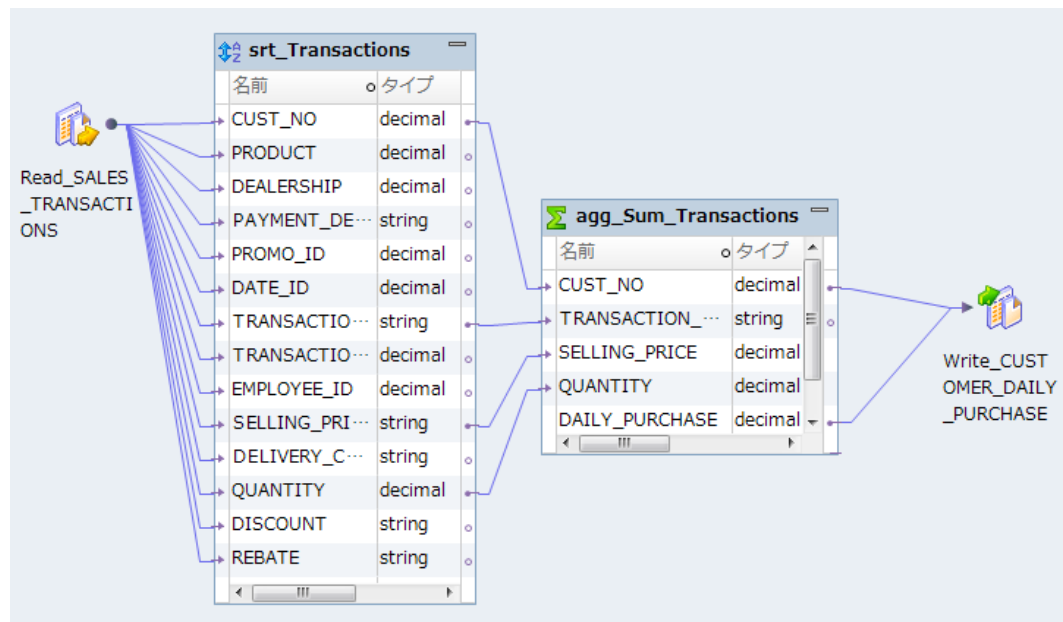 Read_SALES
_TRANSACTI
ONS
srt_Transactions
名前 タイプ
CUST_NO decimal
PRODUCT decimal
DEALERSHIP decimal
PAYMENT_DE… string
PROMO_ID decimal
DATE_ID decimal
TRANSACTIO… string
TRANSACTIO… decimal
EMPLOYEE_ID decimal
SELLING_PRI… string
DELIVERY_C… string
QUANTITY decimal
DISCOUNT string
REBATE string
agg_Sum_Transactions
名前 タイプ
CUST_NO decimal
TRANSACTION_… string
SELLING_PRICE decimal
QUANTITY decimal
DAILY_PURCHASE decimal
Write_CUST
OMER_DAILY
_PURCHASE